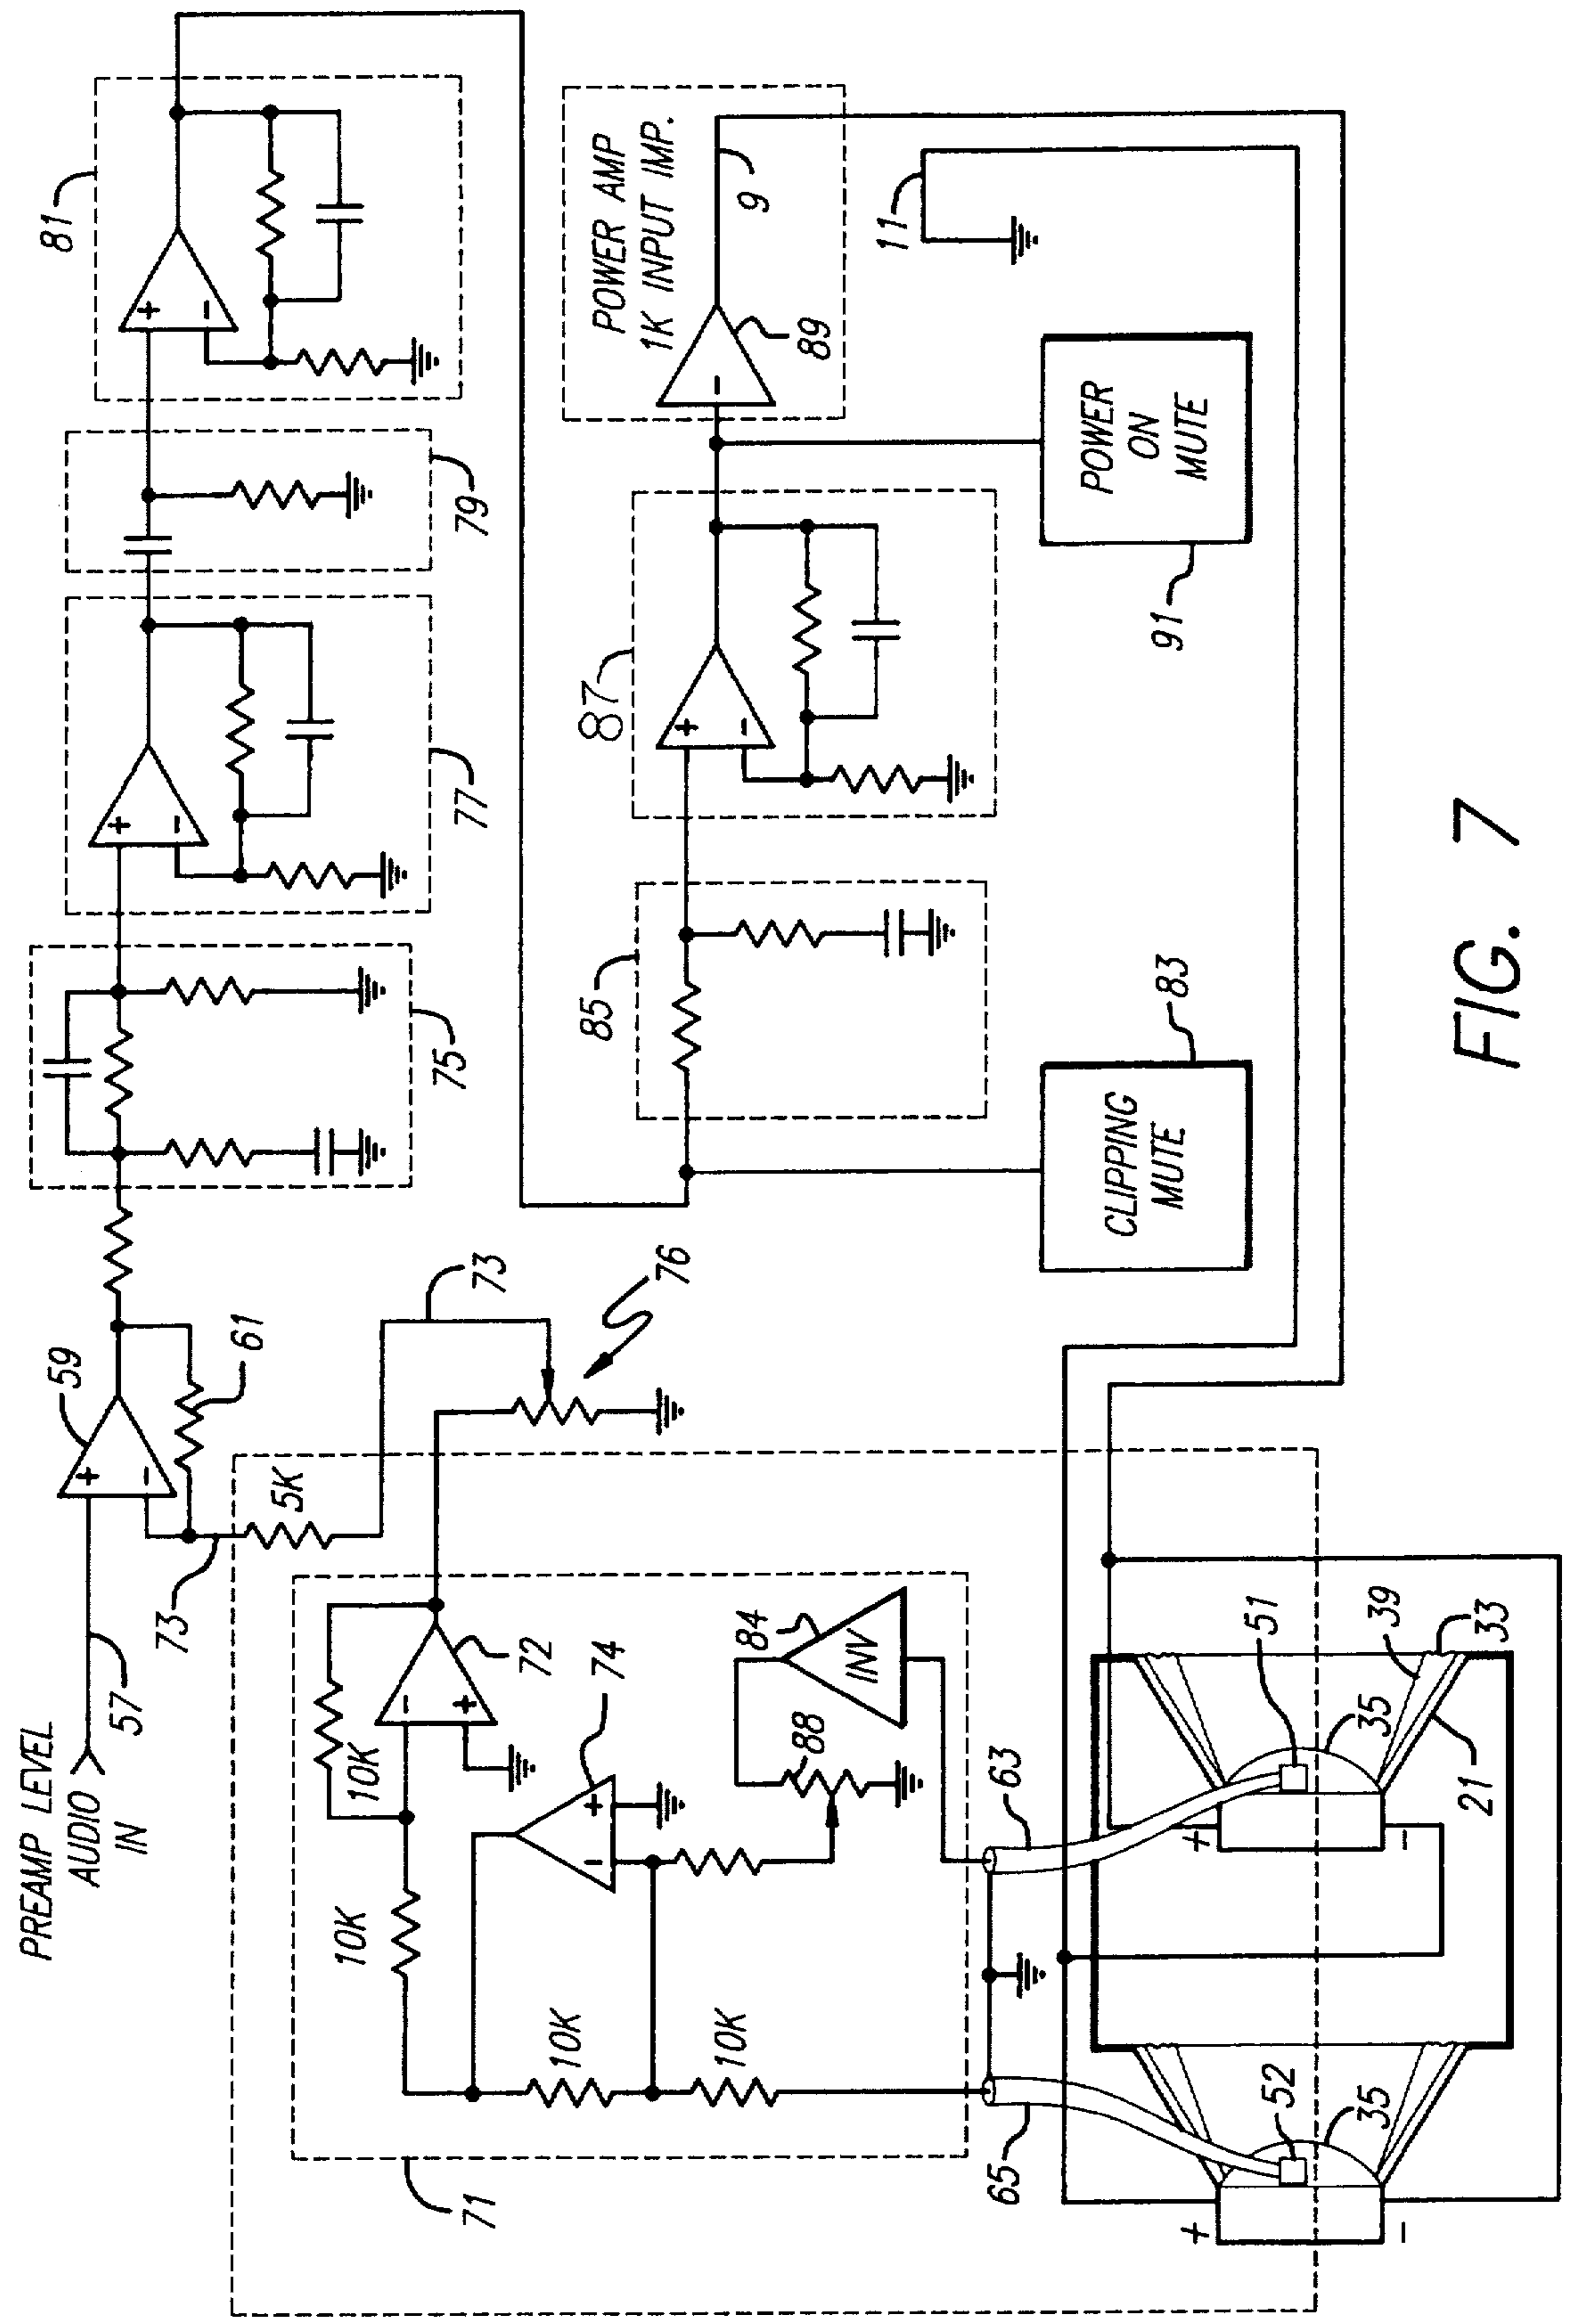 PREAMP LEVEL
AUDIO
IN
57
59
+
−
61
73
5K
73
76
75
+
−
77
79
81
+
−
71
10K
10K
10K
10K
−
+
72
74
−
+
88
84
INV
65
63
52
35
+
−
51
35
39
33
21
+
−
CLIPPING
MUTE
83
85
87
+
−
POWER AMP
1K INPUT IMP.
−
89
9
11
POWER
ON
MUTE
91
FIG. 7